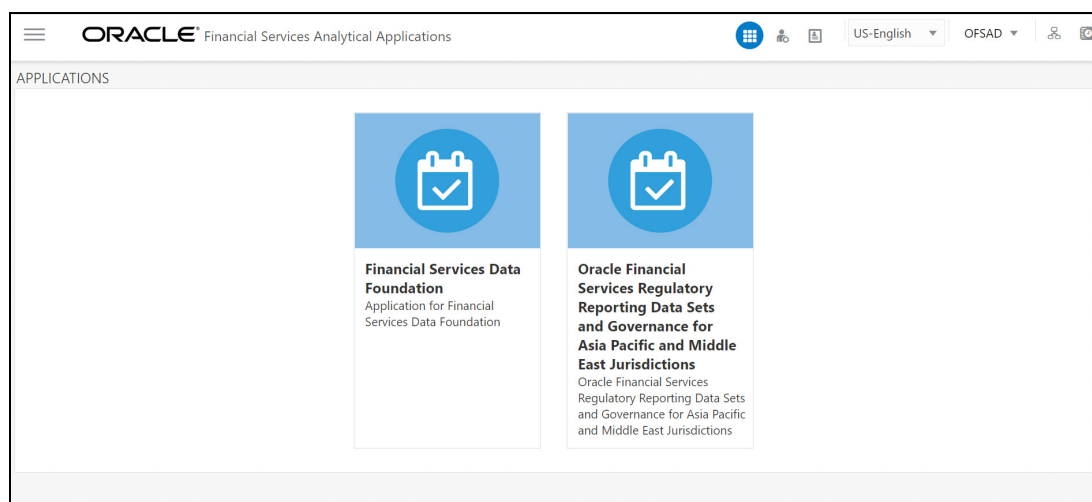 ORACLE® Financial Services Analytical Applications
US-English
OFSAD
APPLICATIONS
Financial Services Data
Foundation
Application for Financial
Services Data Foundation
Oracle Financial
Services Regulatory
Reporting Data Sets
and Governance for
Asia Pacific and Middle
East Jurisdictions
Oracle Financial Services
Regulatory Reporting Data Sets
and Governance for Asia Pacific
and Middle East Jurisdictions